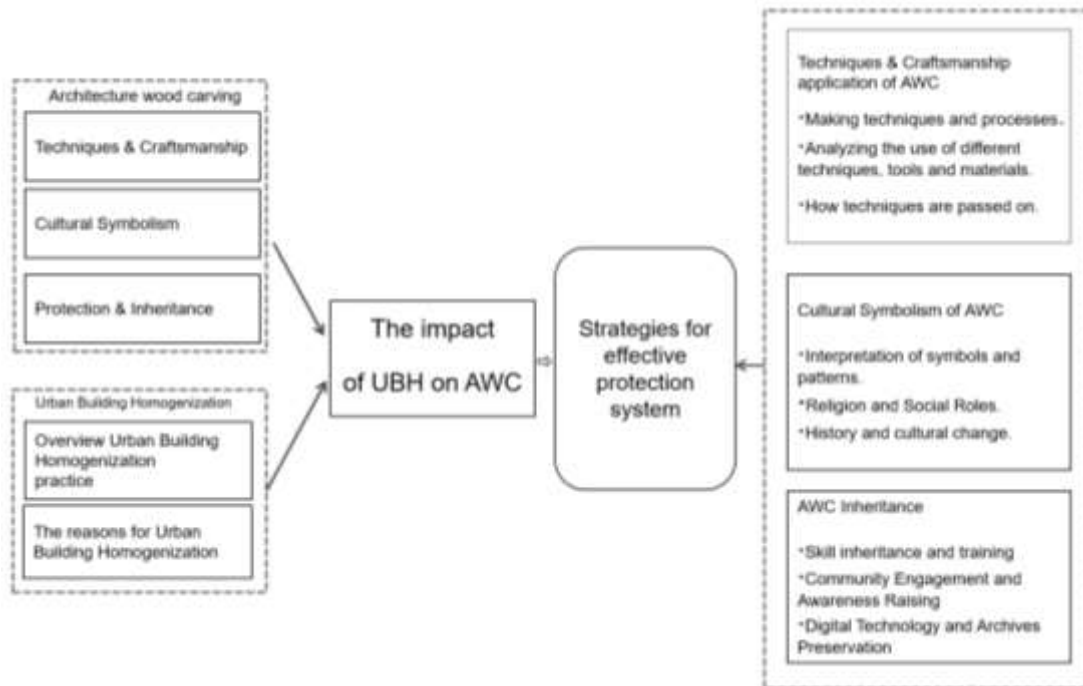 Architecture wood carving
Techniques & Craftsmanship
Cultural Symbolism
Protection & Inheritance
Urban Building Homogenization
Overview Urban Building
Homogenization
practice
The reasons for Urban
Building Homogenization
The impact
of UBH on AWC
Strategies for
effective
protection
system
Techniques & Craftsmanship
application of AWC
*Making techniques and processes.
*Analyzing the use of different
techniques, tools and materials.
*How techniques are passed on.
Cultural Symbolism of AWC
*Interpretation of symbols and
patterns.
*Religion and Social Roles.
*History and cultural change.
AWC Inheritance
*Skill inheritance and training
*Community Engagement and
Awareness Raising
*Digital Technology and Archives
Preservation